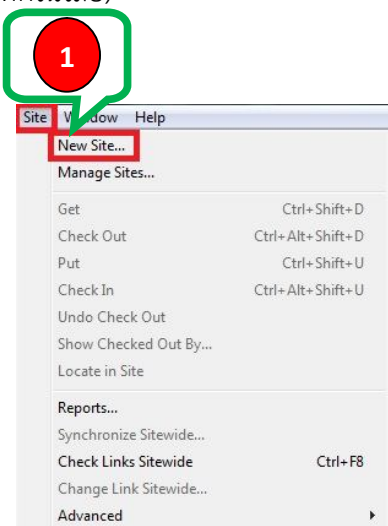 1
Site Window Help
New Site...
Manage Sites...
Get Ctrl+Shift+D
Check Out Ctrl+Alt+Shift+D
Put Ctrl+Shift+U
Check In Ctrl+Alt+Shift+U
Undo Check Out
Show Checked Out By...
Locate in Site
Reports...
Synchronize Sitewide...
Check Links Sitewide Ctrl+F8
Change Link Sitewide...
Advanced